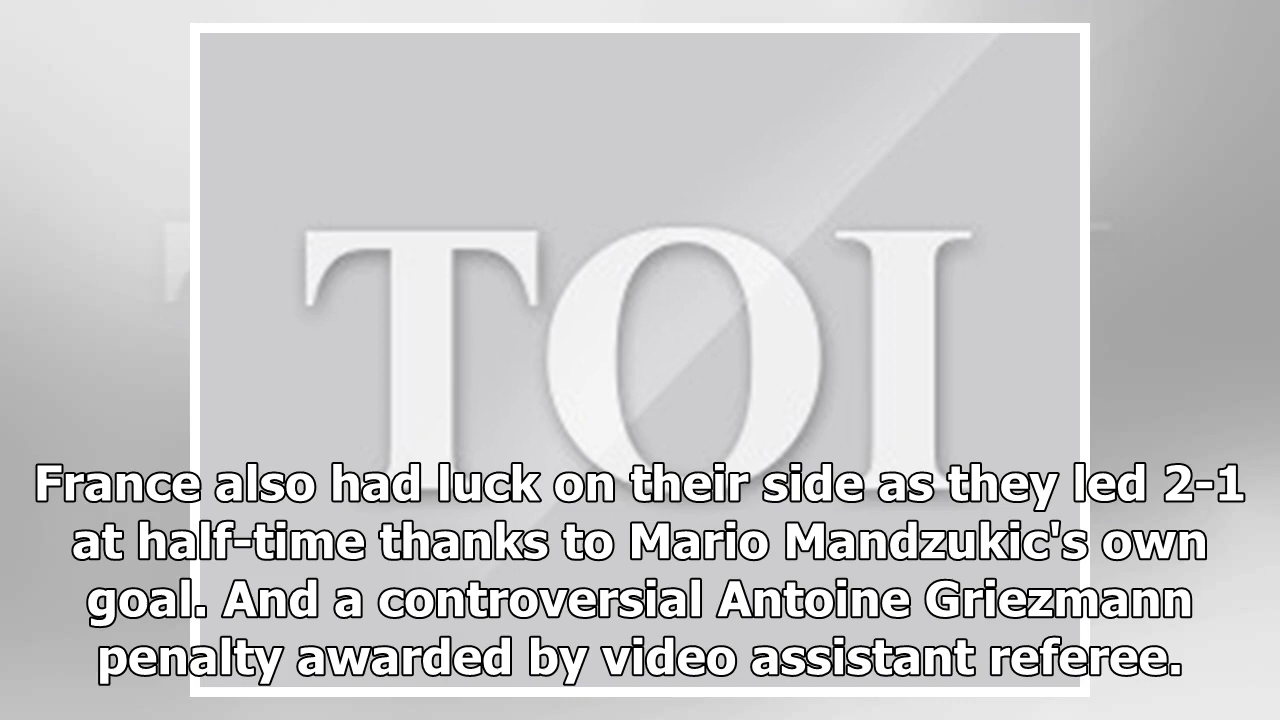 TOI
France also had luck on their side as they led 2-1
at half-time thanks to Mario Mandzukic's own
goal. And a controversial Antoine Griezmann
penalty awarded by video assistant referee.